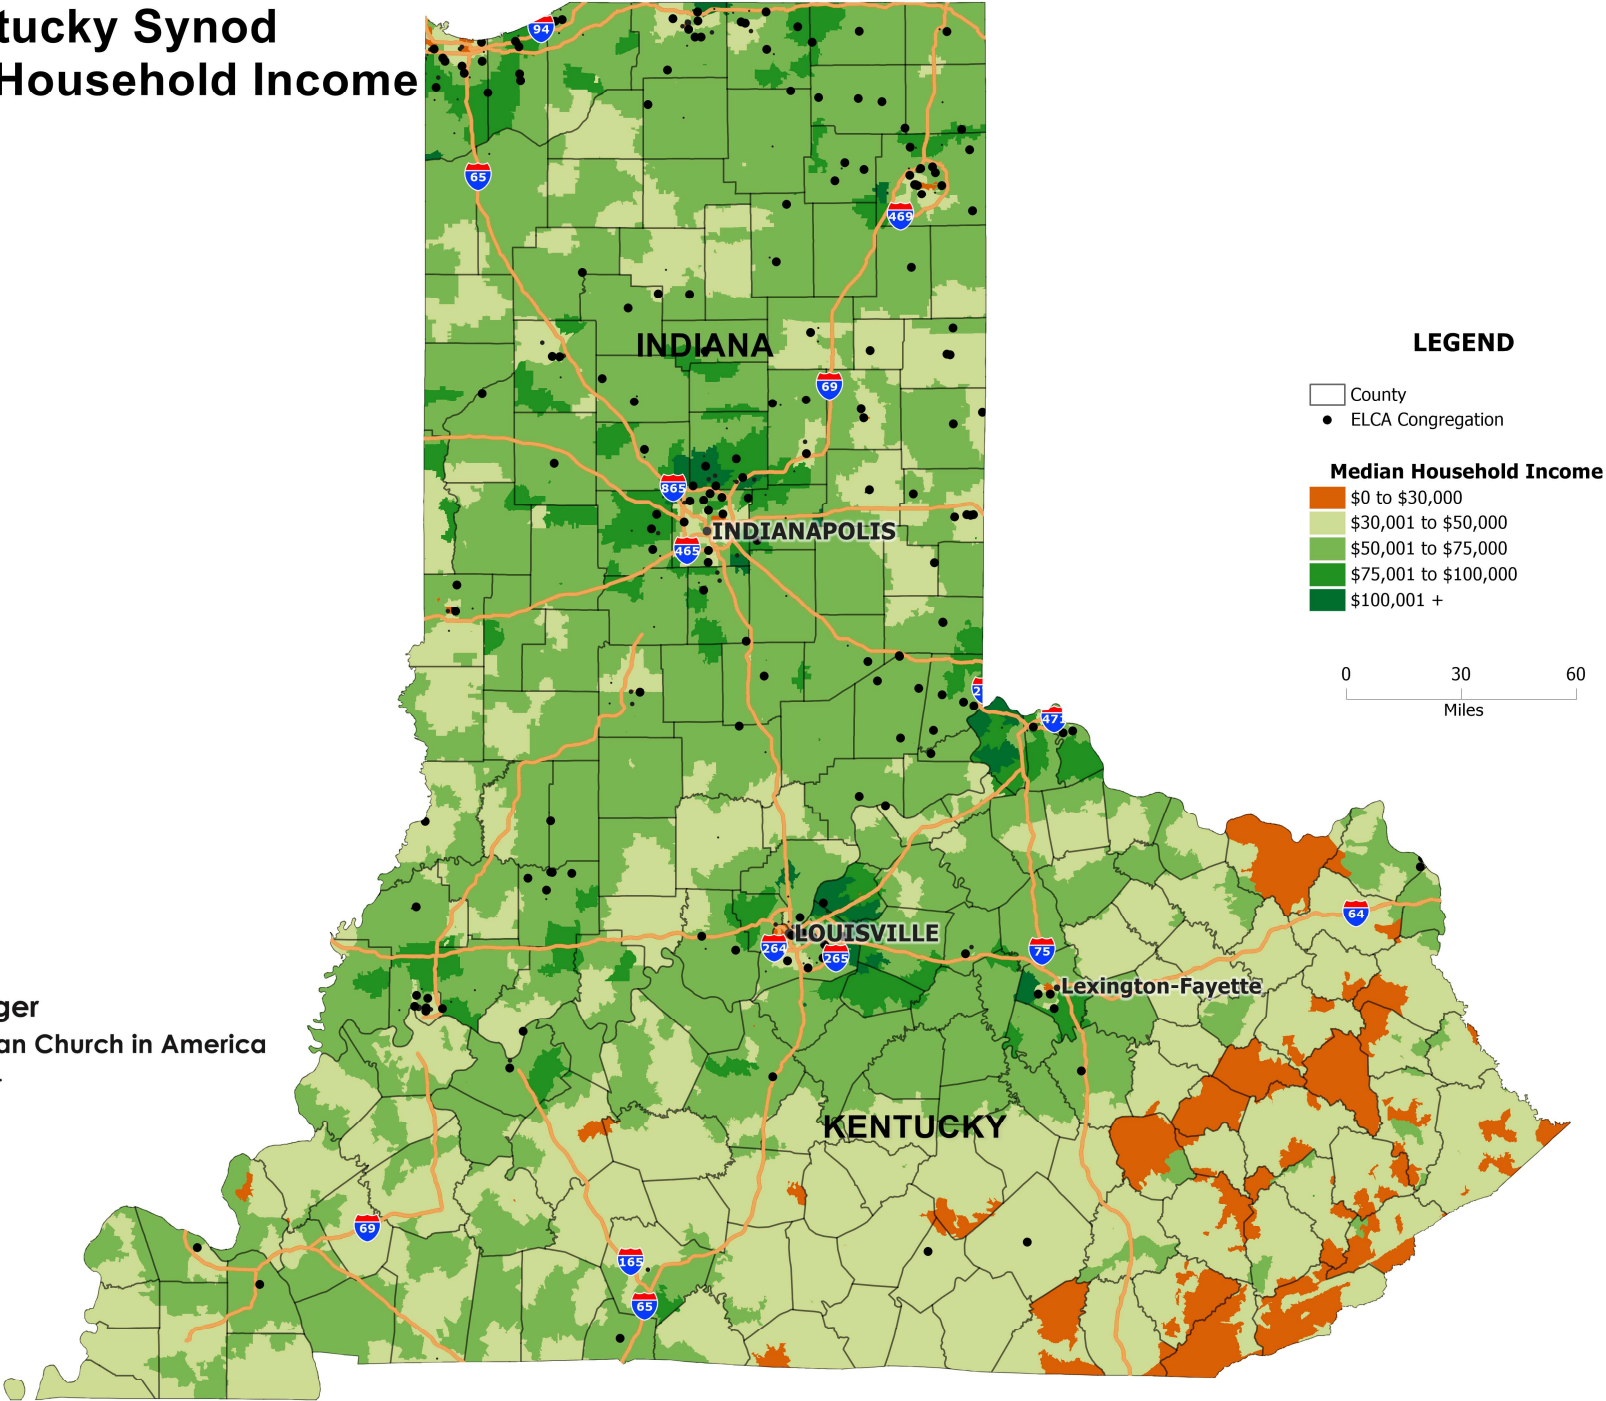 tucky Synod
Household Income
94
65
469
INDIANA
69
865
INDIANAPOLIS
465
LEGEND
County
ELCA Congregation
Median Household Income
$0 to $30,000
$30,001 to $50,000
$50,001 to $75,000
$75,001 to $100,000
$100,001 +
0 30 60
Miles
2
471
64
LOUISVILLE
264
265
75
Lexington-Fayette
ger
an Church in America
KENTUCKY
69
165
65